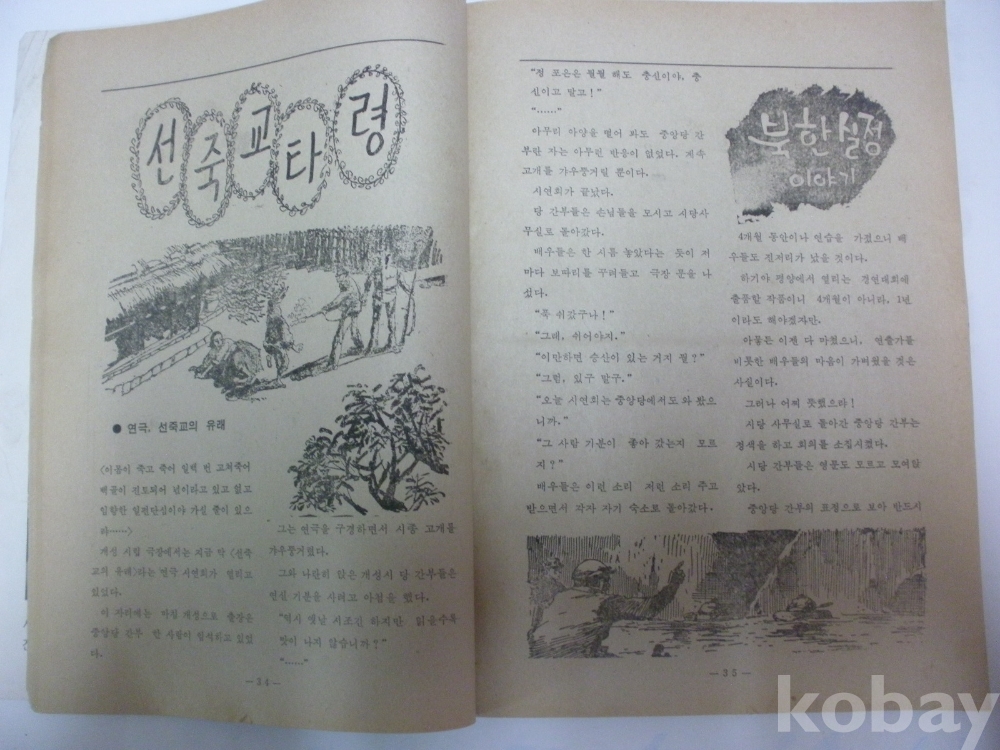 선죽교타령
● 연극, 선죽교의 유래
〈이몸이 죽고 죽어 일백 번 고쳐죽어
백골이 진토되어 넋이라고 있고 없고
일향한 일편단심이야 가실 줄이 있으
랴……〉
개성 시립 극장에서는 지금 막 〈선죽
교의 유래〉라는 연극 시연회가 열리고
있었다.
이 자리에는 마침 개성으로 출장온
중앙당 간부 한 사람이 참석하고 있었
다.
그는 연극을 구경하면서 시종 고개를
가우뚱거렸다.
그와 나란히 앉은 개성시 당 간부들은
연실 기분을 사려고 아첨을 했다.
“역시 옛날 시조긴 하지만 읽을수록
맛이 나지 않습니까?”
“……”
—34—
“정 포은은 뭘뭘 해도 충신이야, 충
신이고 말고!”
“……”
아무리 아양을 떨어 봐도 중앙당 간
부란 자는 아무런 반응이 없었다. 계속
고개를 가우뚱거릴 뿐이다.
시연회가 끝났다.
당 간부들은 손님들을 모시고 시당사
무실로 돌아갔다.
배우들은 한 시름 놓았다는 듯이 저
마다 보따리를 꾸려들고 극장 문을 나
섰다.
“푹 쉬갔구나!”
“그래, 쉬어야지.”
“이만하면 승산이 있는 거지 뭘?”
“그럼, 있구 말구.”
“오늘 시연회는 중앙당에서도 와 봤으
니까.”
“그 사람 기분이 좋아 갔는지 모르
지?”
배우들은 이런 소리 저런 소리 주고
받으면서 각자 자기 숙소로 돌아갔다.
북한실정
이야기
4개월 동안이나 연습을 가졌으니 배
우들도 진저리가 났을 것이다.
하기야 평양에서 열리는 경연대회에
출품할 작품이니 4개월이 아니라, 1년
이라도 해야겠지만.
아뭏든 이젠 다 마쳤으니, 연출가를
비롯한 배우들의 마음이 가벼웠을 것은
사실이다.
그러나 어찌 뜻했으랴!
시당 사무실로 돌아간 중앙당 간부는
정색을 하고 회의를 소집시켰다.
시당 간부들은 영문도 모르고 모여앉
았다.
중앙당 간부의 표정으로 보아 반드시
—35—
kobay